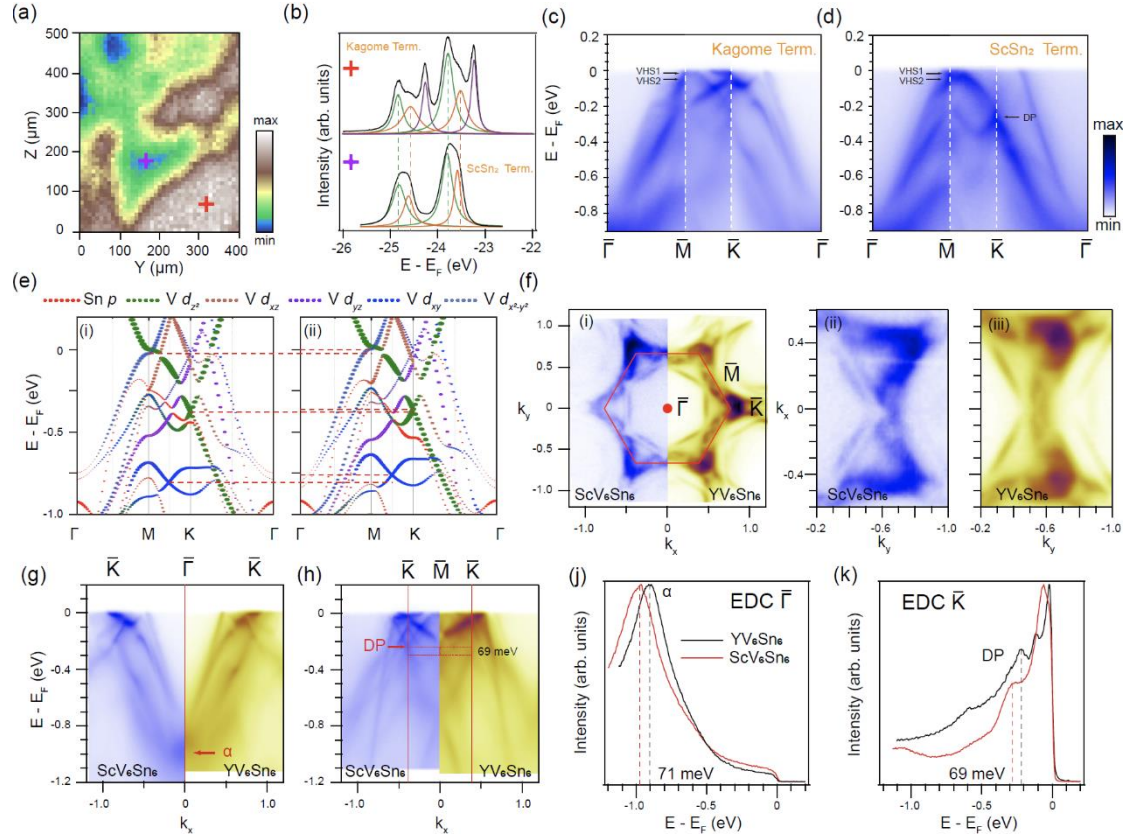 (a)
500
400
300
200
100
0
Z (µm)
0 100 200 300 400
Y (µm)
max
min
(b)
Kagome Term.
ScSn₂ Term.
Intensity (arb. units)
-26 -25 -24 -23 -22
E - E_F (eV)
(c)
Kagome Term.
VHS1
VHS2
0.2
0
-0.2
-0.4
-0.6
-0.8
E - E_F (eV)
Γ̅ M̅ K̅ Γ̅
(d)
ScSn₂ Term.
VHS1
VHS2
DP
0.2
0
-0.2
-0.4
-0.6
-0.8
Γ̅ M̅ K̅ Γ̅
max
min
(e)
Sn p V d_z² V d_xz V d_yz V d_xy V d_x²-y²
(i)
(ii)
0
-0.5
-1.0
E - E_F (eV)
Γ M K Γ
Γ M K Γ
(f)
(i)
1.0
0.5
0
-0.5
-1.0
k_y
M̅
Γ̅ K̅
ScV₆Sn₆ YV₆Sn₆
-1.0 0 1.0
k_x
(ii)
0.4
0
-0.4
k_x
ScV₆Sn₆
-0.2 -0.6 -1.0
k_y
(iii)
YV₆Sn₆
-0.2 -0.6 -1.0
k_y
(g)
K̅ Γ̅ K̅
0
-0.4
-0.8
-1.2
E - E_F (eV)
α
ScV₆Sn₆ YV₆Sn₆
-1.0 0 1.0
k_x
(h)
K̅ M̅ K̅
0
-0.4
-0.8
-1.2
DP
69 meV
ScV₆Sn₆ YV₆Sn₆
-1.0 0 1.0
k_x
(j)
α
EDC Γ̅
YV₆Sn₆
ScV₆Sn₆
Intensity (arb. units)
71 meV
-1.0 -0.5 0
E - E_F (eV)
(k)
EDC K̅
DP
Intensity (arb. units)
69 meV
-1.0 -0.5 0
E - E_F (eV)